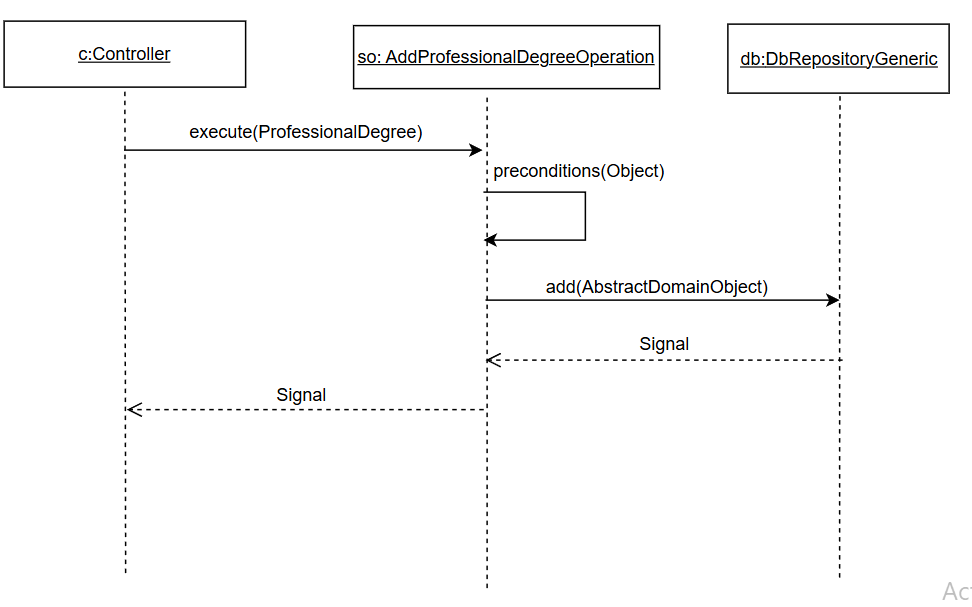 c:Controller
so: AddProfessionalDegreeOperation
db:DbRepositoryGeneric
execute(ProfessionalDegree)
preconditions(Object)
add(AbstractDomainObject)
Signal
Signal